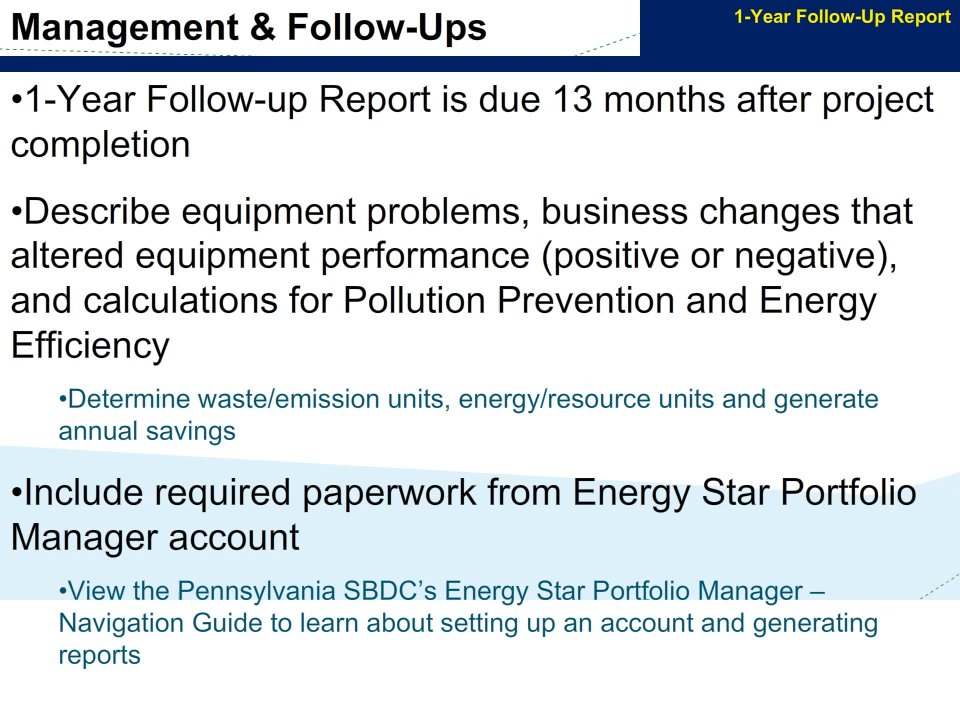 Management & Follow-Ups
1-Year Follow-Up Report
•1-Year Follow-up Report is due 13 months after project
completion
•Describe equipment problems, business changes that
altered equipment performance (positive or negative),
and calculations for Pollution Prevention and Energy
Efficiency
•Determine waste/emission units, energy/resource units and generate
annual savings
•Include required paperwork from Energy Star Portfolio
Manager account
•View the Pennsylvania SBDC’s Energy Star Portfolio Manager –
Navigation Guide to learn about setting up an account and generating
reports